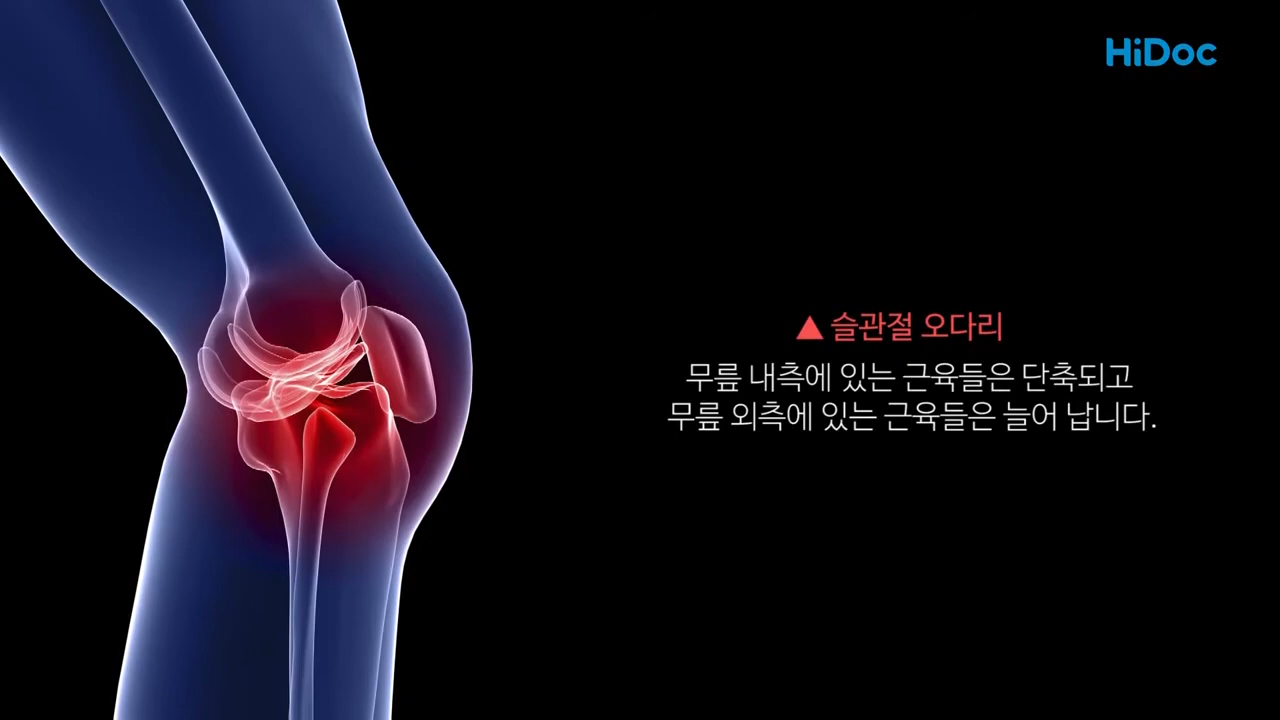 HiDoc
▲ 슬관절 오다리
무릎 내측에 있는 근육들은 단축되고
무릎 외측에 있는 근육들은 늘어 납니다.